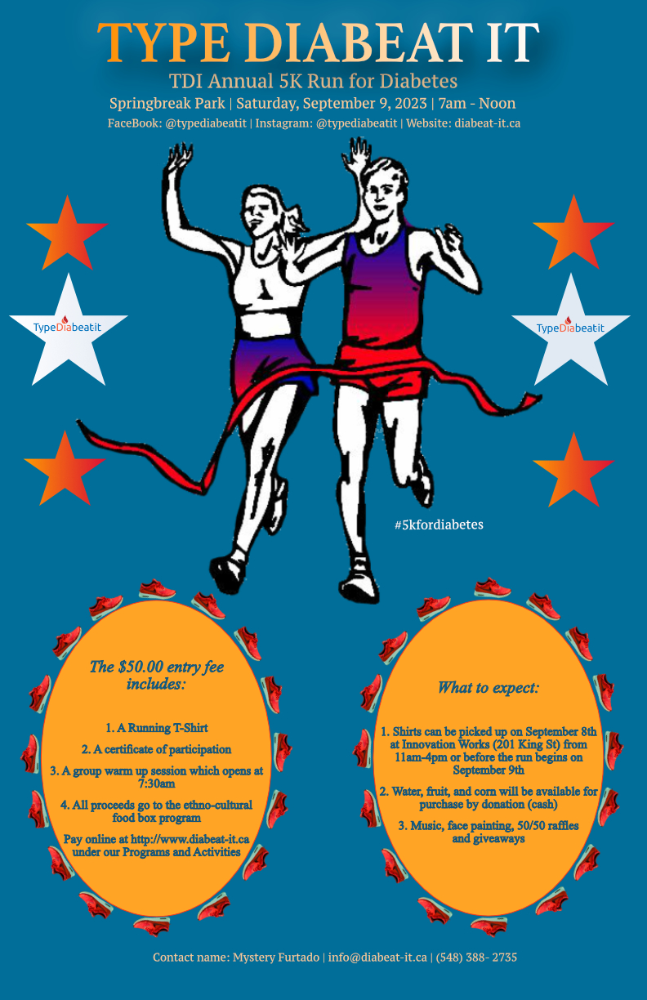 TYPE DIABEAT IT
TDI Annual 5K Run for Diabetes
Springbreak Park | Saturday, September 9, 2023 | 7am - Noon
FaceBook: @typediabeatit | Instagram: @typediabeatit | Website: diabeat-it.ca
TypeDiabeatit
TypeDiabeatit
#5kfordiabetes
The $50.00 entry fee
includes:
1. A Running T-Shirt
2. A certificate of participation
3. A group warm up session which opens at
7:30am
4. All proceeds go to the ethno-cultural
food box program
Pay online at http://www.diabeat-it.ca
under our Programs and Activities
What to expect:
1. Shirts can be picked up on September 8th
at Innovation Works (201 King St) from
11am-4pm or before the run begins on
September 9th
2. Water, fruit, and corn will be available for
purchase by donation (cash)
3. Music, face painting, 50/50 raffles
and giveaways
Contact name: Mystery Furtado | info@diabeat-it.ca | (548) 388- 2735